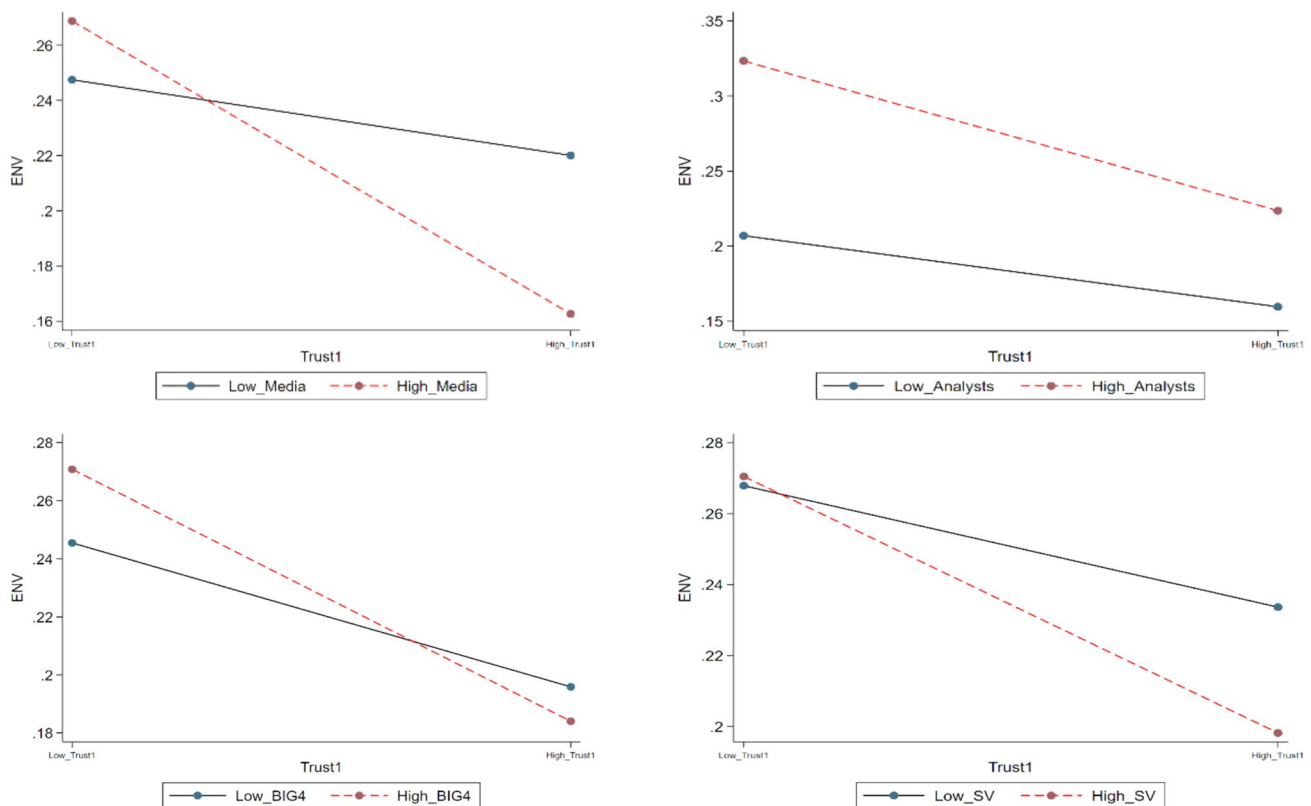 .26
.24
.22
.2
.18
.16
ENV
Low_Trust1 High_Trust1
Trust1
Low_Media High_Media
.35
.3
.25
.2
.15
ENV
Low_Trust1 High_Trust1
Trust1
Low_Analysts High_Analysts
.28
.26
.24
.22
.2
.18
ENV
Low_Trust1 High_Trust1
Trust1
Low_BIG4 High_BIG4
.28
.26
.24
.22
.2
ENV
Low_Trust1 High_Trust1
Trust1
Low_SV High_SV